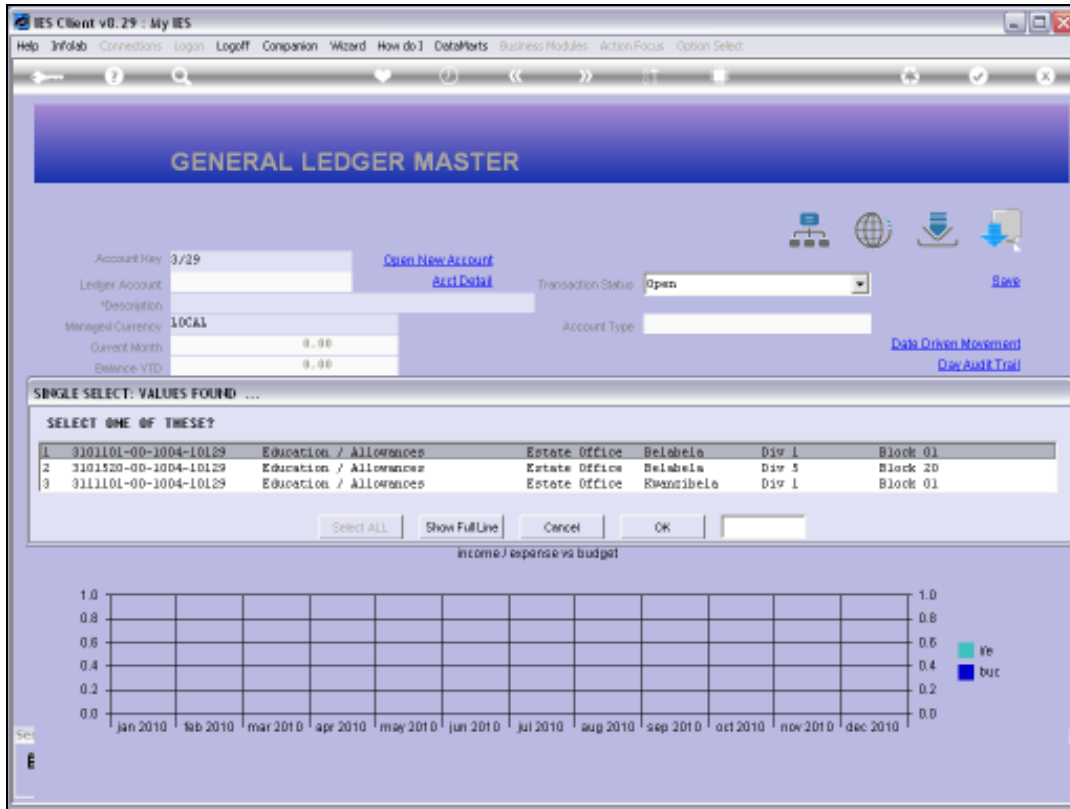 IES Client v8.29 : My IES
Help Infolab Connections Logon Logoff Companion Wizard How do I DataMarts Business Modules Action Focus Option Select
GENERAL LEDGER MASTER
Account Key 3/29 Open New Account
Ledger Account Acct Detail Transaction Status Open Save
*Description
Managed Currency LOCAL Account Type
Current Month 0.00 Date Driven Movement
Balance YTD 0.00 Day Audit Trail
SINGLE SELECT: VALUES FOUND ...
SELECT ONE OF THESE?
1 3101101-00-1004-10129 Education / Allowances Estate Office Belabela Div 1 Block 01
2 3101520-00-1004-10129 Education / Allowances Estate Office Belabela Div 5 Block 20
3 3111101-00-1004-10129 Education / Allowances Estate Office Kwanzibela Div 1 Block 01
Select ALL Show Full Line Cancel OK
income / expense vs budget
1.0 1.0
0.8 0.8
0.6 0.6
0.4 0.4
0.2 0.2
0.0 0.0
i/e
buc
jan 2010 feb 2010 mar 2010 apr 2010 may 2010 jun 2010 jul 2010 aug 2010 sep 2010 oct 2010 nov 2010 dec 2010